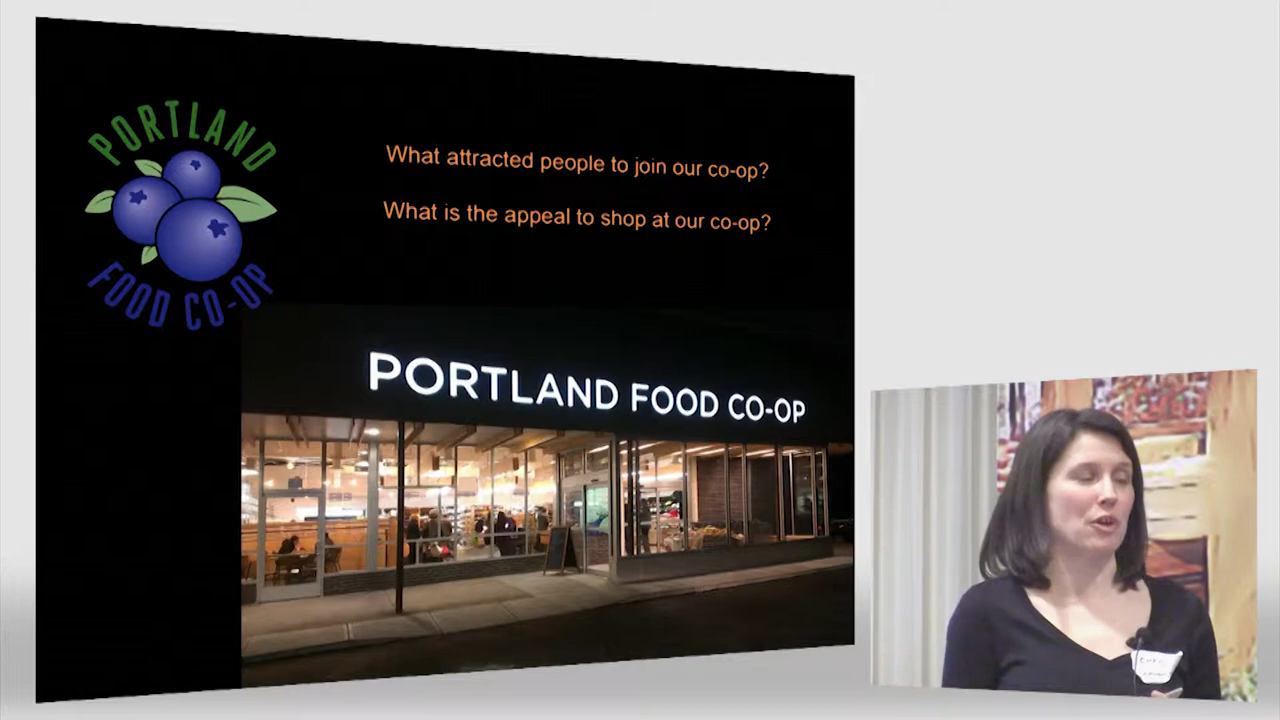 PORTLAND
FOOD CO-OP
What attracted people to join our co-op?
What is the appeal to shop at our co-op?
PORTLAND FOOD CO-OP